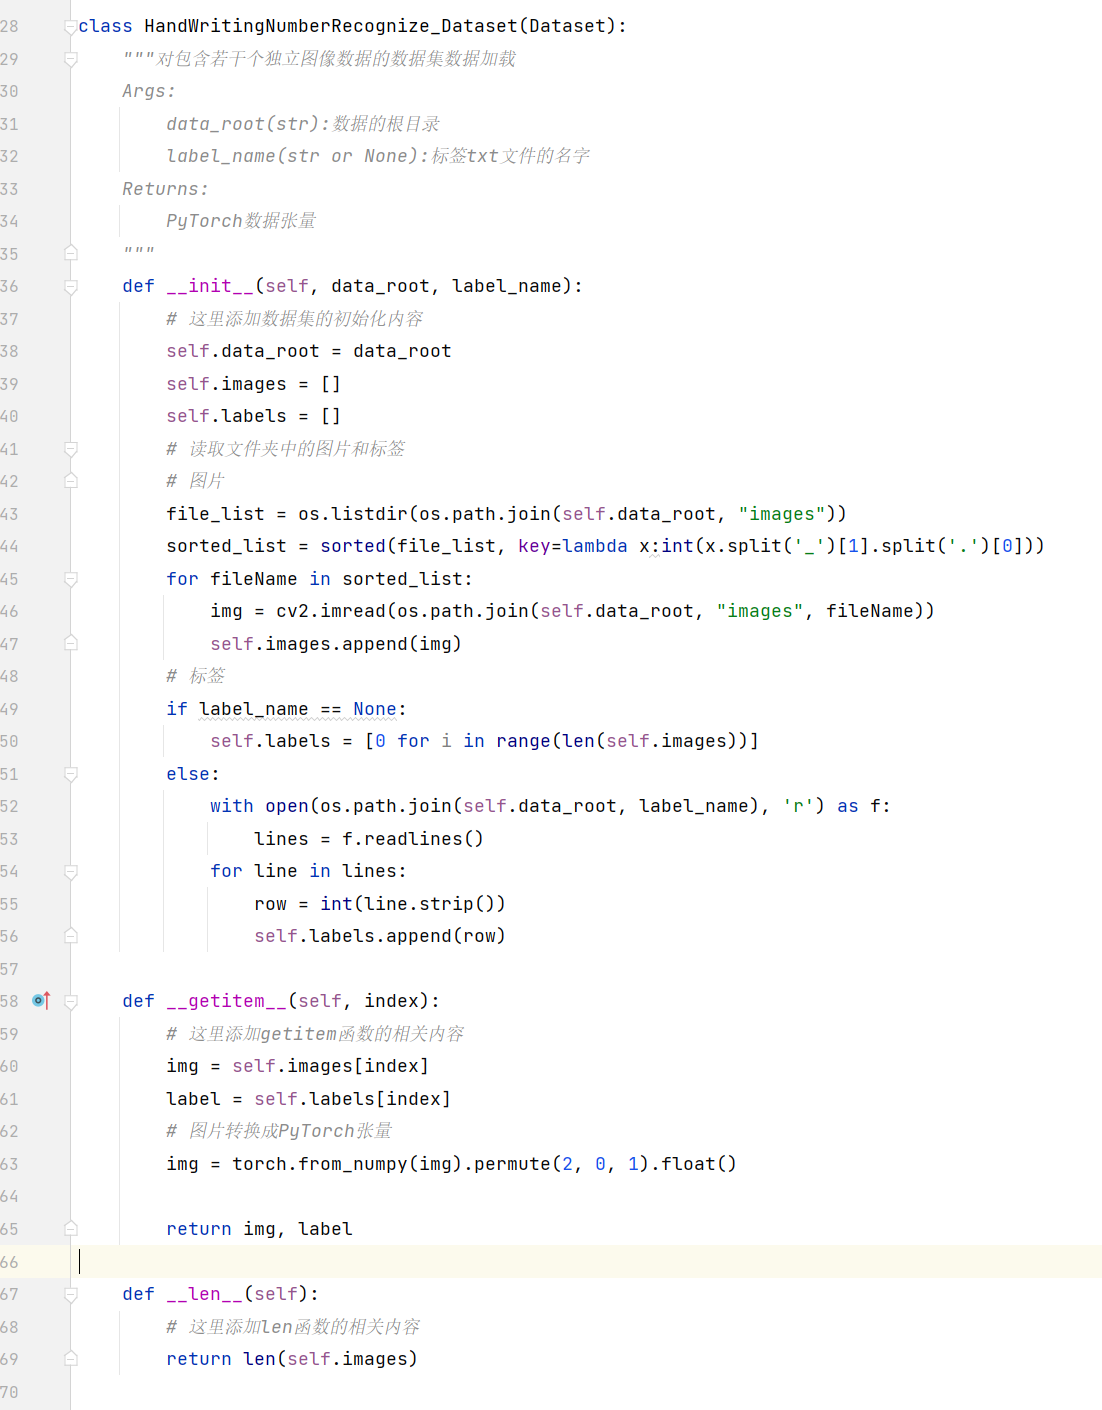 28 class HandWritingNumberRecognize_Dataset(Dataset):
29 """对包含若干个独立图像数据的数据集数据加载
30 Args:
31 data_root(str):数据的根目录
32 label_name(str or None):标签txt文件的名字
33 Returns:
34 PyTorch数据张量
35 """
36 def __init__(self, data_root, label_name):
37 # 这里添加数据集的初始化内容
38 self.data_root = data_root
39 self.images = []
40 self.labels = []
41 # 读取文件夹中的图片和标签
42 # 图片
43 file_list = os.listdir(os.path.join(self.data_root, "images"))
44 sorted_list = sorted(file_list, key=lambda x:int(x.split('_')[1].split('.')[0]))
45 for fileName in sorted_list:
46 img = cv2.imread(os.path.join(self.data_root, "images", fileName))
47 self.images.append(img)
48 # 标签
49 if label_name == None:
50 self.labels = [0 for i in range(len(self.images))]
51 else:
52 with open(os.path.join(self.data_root, label_name), 'r') as f:
53 lines = f.readlines()
54 for line in lines:
55 row = int(line.strip())
56 self.labels.append(row)
57
58 def __getitem__(self, index):
59 # 这里添加getitem函数的相关内容
60 img = self.images[index]
61 label = self.labels[index]
62 # 图片转换成PyTorch张量
63 img = torch.from_numpy(img).permute(2, 0, 1).float()
64
65 return img, label
66
67 def __len__(self):
68 # 这里添加len函数的相关内容
69 return len(self.images)
70